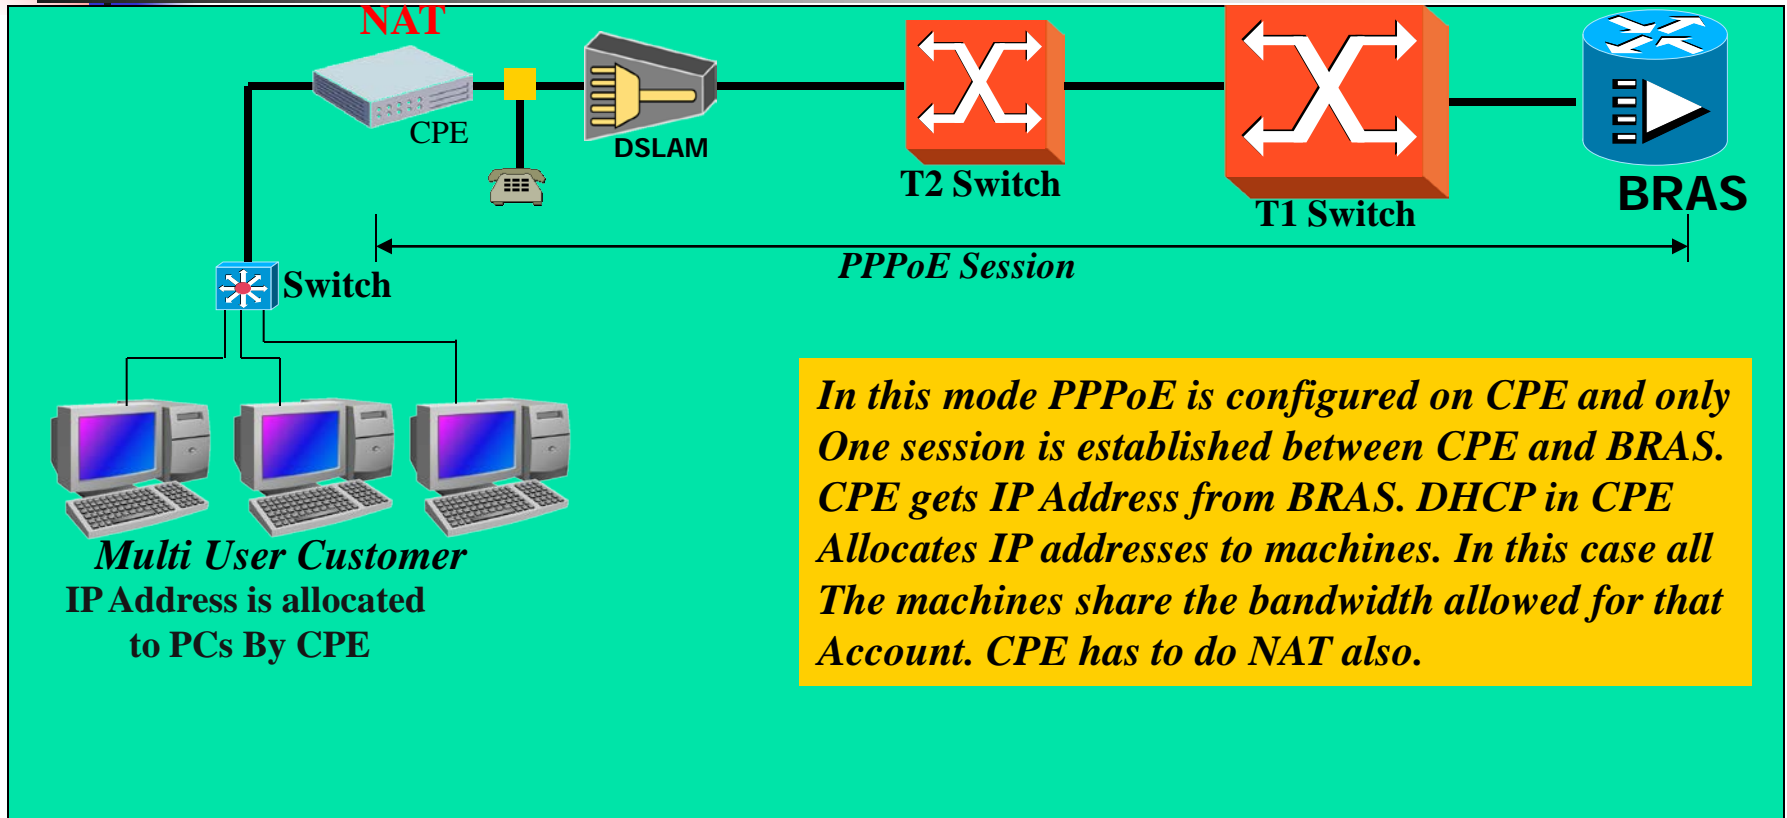 NAT
CPE
DSLAM
T2 Switch
T1 Switch
BRAS
PPPoE Session
Switch
Multi User Customer
IP Address is allocated
to PCs By CPE
In this mode PPPoE is configured on CPE and only
One session is established between CPE and BRAS.
CPE gets IP Address from BRAS. DHCP in CPE
Allocates IP addresses to machines. In this case all
The machines share the bandwidth allowed for that
Account. CPE has to do NAT also.